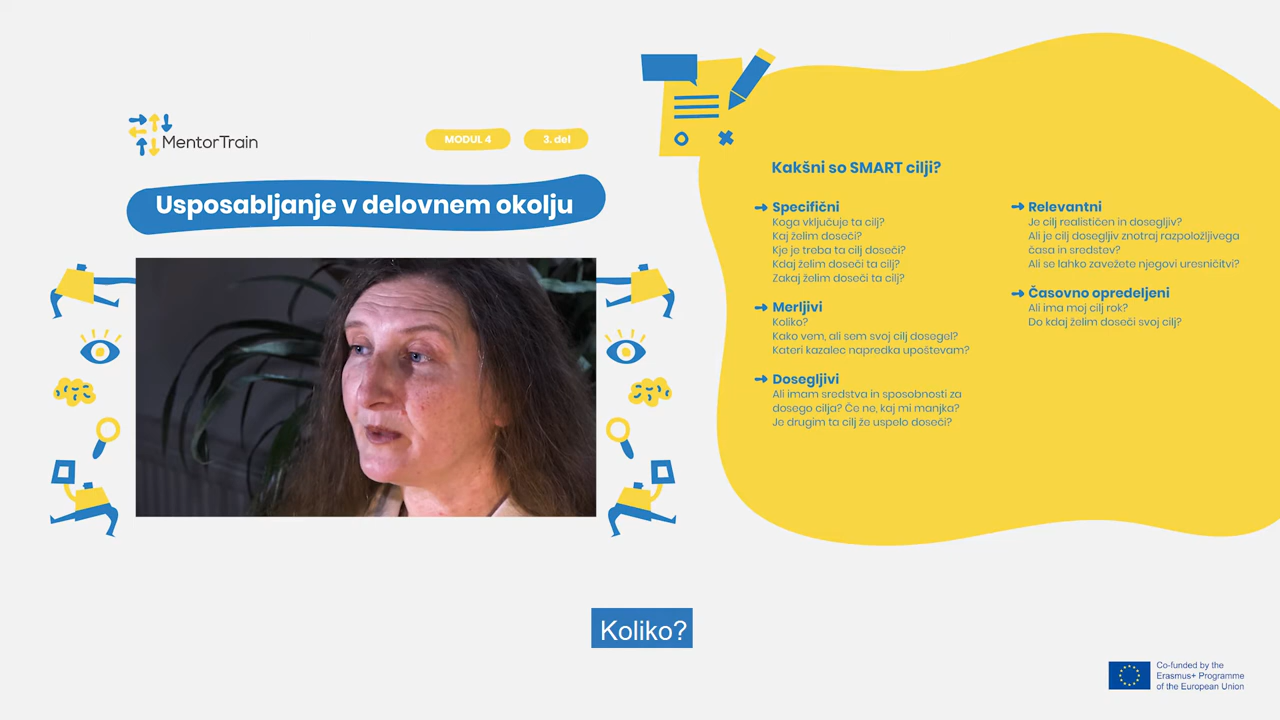 MentorTrain
MODUL 4
3. del
Usposabljanje v delovnem okolju
Kakšni so SMART cilji?
Specifični
Koga vključuje ta cilj?
Kaj želim doseči?
Kje je treba ta cilj doseči?
Kdaj želim doseči ta cilj?
Zakaj želim doseči ta cilj?
Merljivi
Koliko?
Kako vem, ali sem svoj cilj dosegel?
Kateri kazalec napredka upoštevam?
Dosegljivi
Ali imam sredstva in sposobnosti za
dosego cilja? Če ne, kaj mi manjka?
Je drugim ta cilj že uspelo doseči?
Relevantni
Je cilj realističen in dosegljiv?
Ali je cilj dosegljiv znotraj razpoložljivega
časa in sredstev?
Ali se lahko zavežete njegovi uresničitvi?
Časovno opredeljeni
Ali ima moj cilj rok?
Do kdaj želim doseči svoj cilj?
Koliko?
Co-funded by the
Erasmus+ Programme
of the European Union